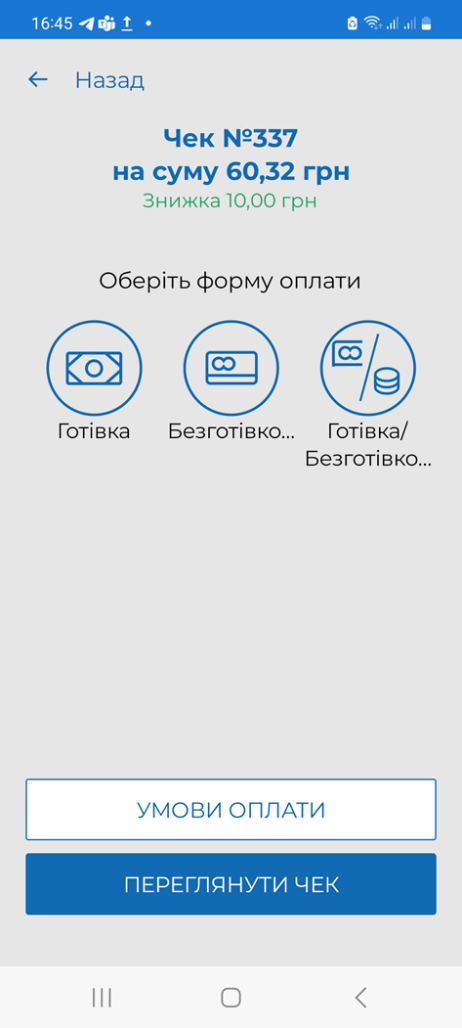 16:45
Назад
Чек №337
на суму 60,32 грн
Знижка 10,00 грн
Оберіть форму оплати
Готівка
Безготівко...
Готівка/
Безготівко...
УМОВИ ОПЛАТИ
ПЕРЕГЛЯНУТИ ЧЕК